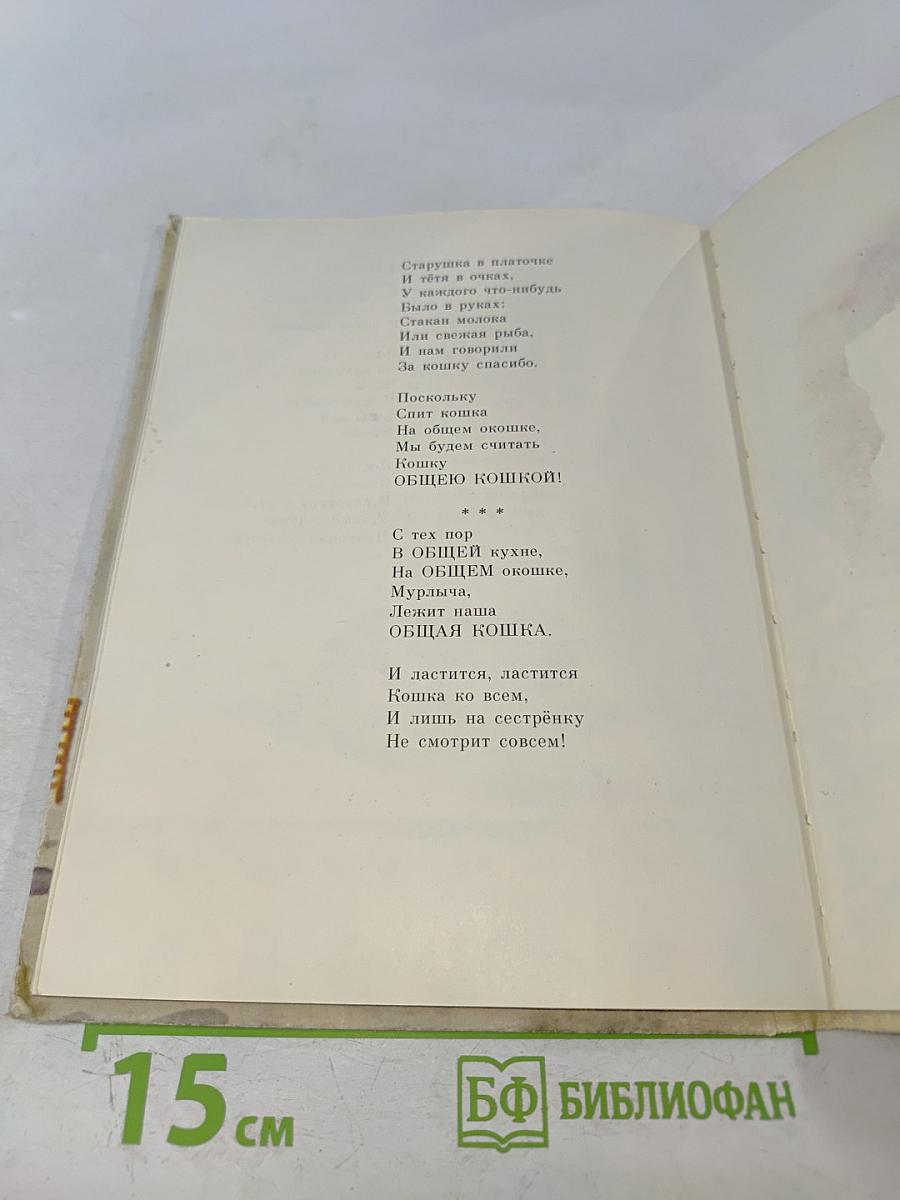 Старушка в платочке
И тётя в очках,
У каждого что-нибудь
Было в руках:
Стакан молока
Или свежая рыба,
И нам говорили
За кошку спасибо.
Поскольку
Спит кошка
На общем окошке,
Мы будем считать
Кошку
ОБЩЕЮ КОШКОЙ!
* * *
С тех пор
В ОБЩЕЙ кухне,
На ОБЩЕМ окошке,
Мурлыча,
Лежит наша
ОБЩАЯ КОШКА.
И ластится, ластится
Кошка ко всем,
И лишь на сестрёнку
Не смотрит совсем!
15 см
БФ БИБЛИОФАН